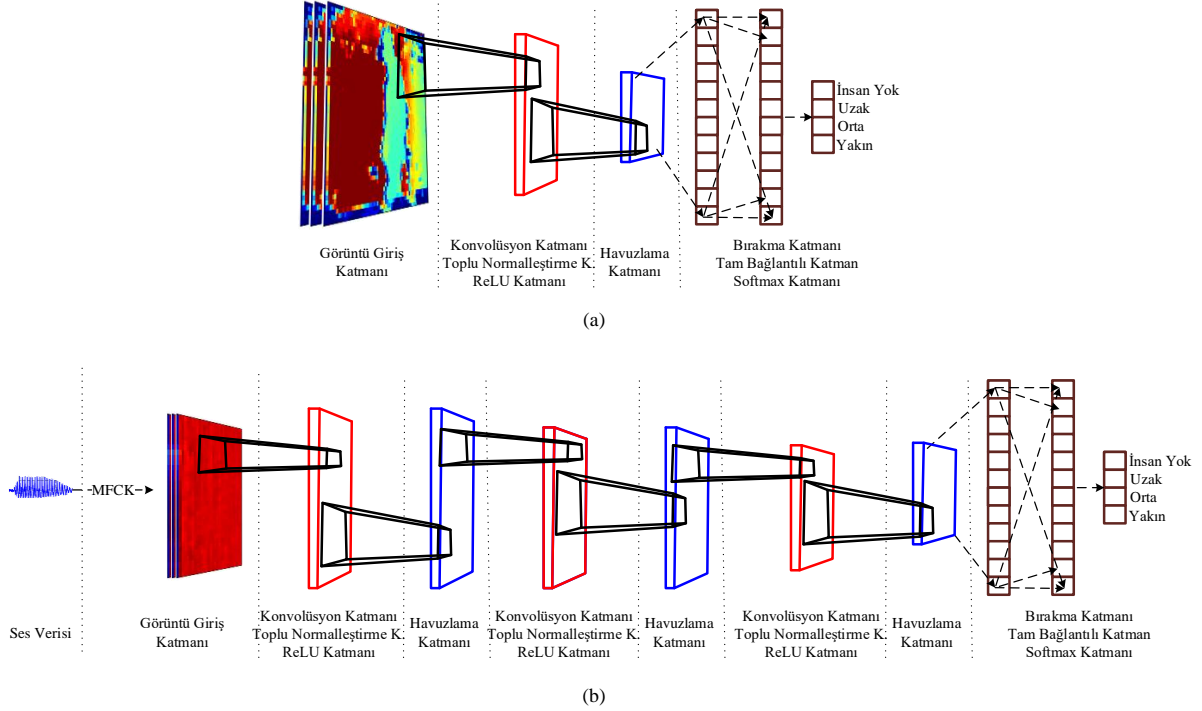 İnsan Yok
Uzak
Orta
Yakın
Görüntü Giriş
Katmanı
Konvolüsyon Katmanı
Toplu Normalleştirme K.
ReLU Katmanı
Havuzlama
Katmanı
Bırakma Katmanı
Tam Bağlantılı Katman
Softmax Katmanı
(a)
MFCK
İnsan Yok
Uzak
Orta
Yakın
Ses Verisi
Görüntü Giriş
Katmanı
Konvolüsyon Katmanı
Toplu Normalleştirme K.
ReLU Katmanı
Havuzlama
Katmanı
Konvolüsyon Katmanı
Toplu Normalleştirme K.
ReLU Katmanı
Havuzlama
Katmanı
Konvolüsyon Katmanı
Toplu Normalleştirme K.
ReLU Katmanı
Havuzlama
Katmanı
Bırakma Katmanı
Tam Bağlantılı Katman
Softmax Katmanı
(b)